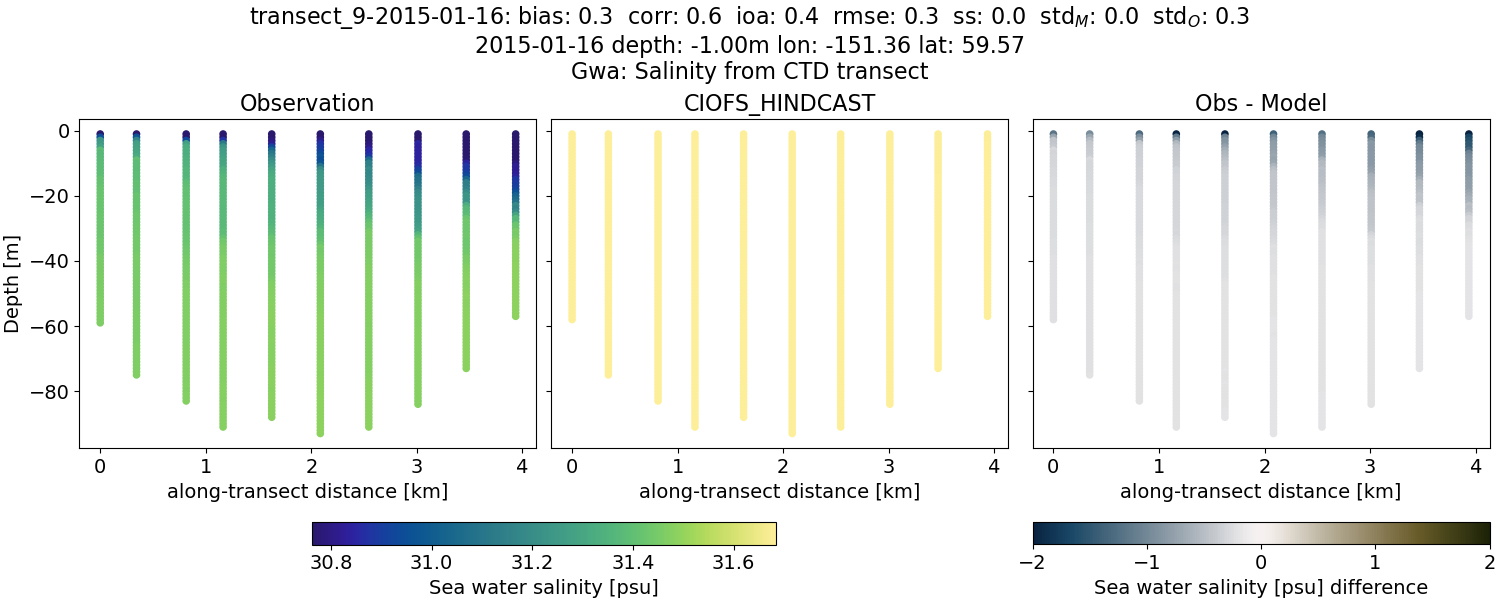 transect_9-2015-01-16: bias: 0.3 corr: 0.6 ioa: 0.4 rmse: 0.3 ss: 0.0 std_M: 0.0 std_O: 0.3
2015-01-16 depth: -1.00m lon: -151.36 lat: 59.57
Gwa: Salinity from CTD transect
Observation
CIOFS_HINDCAST
Obs - Model
Depth [m]
0
−20
−40
−60
−80
0 1 2 3 4
0 1 2 3 4
0 1 2 3 4
along-transect distance [km]
along-transect distance [km]
along-transect distance [km]
30.8 31.0 31.2 31.4 31.6
Sea water salinity [psu]
−2 −1 0 1 2
Sea water salinity [psu] difference